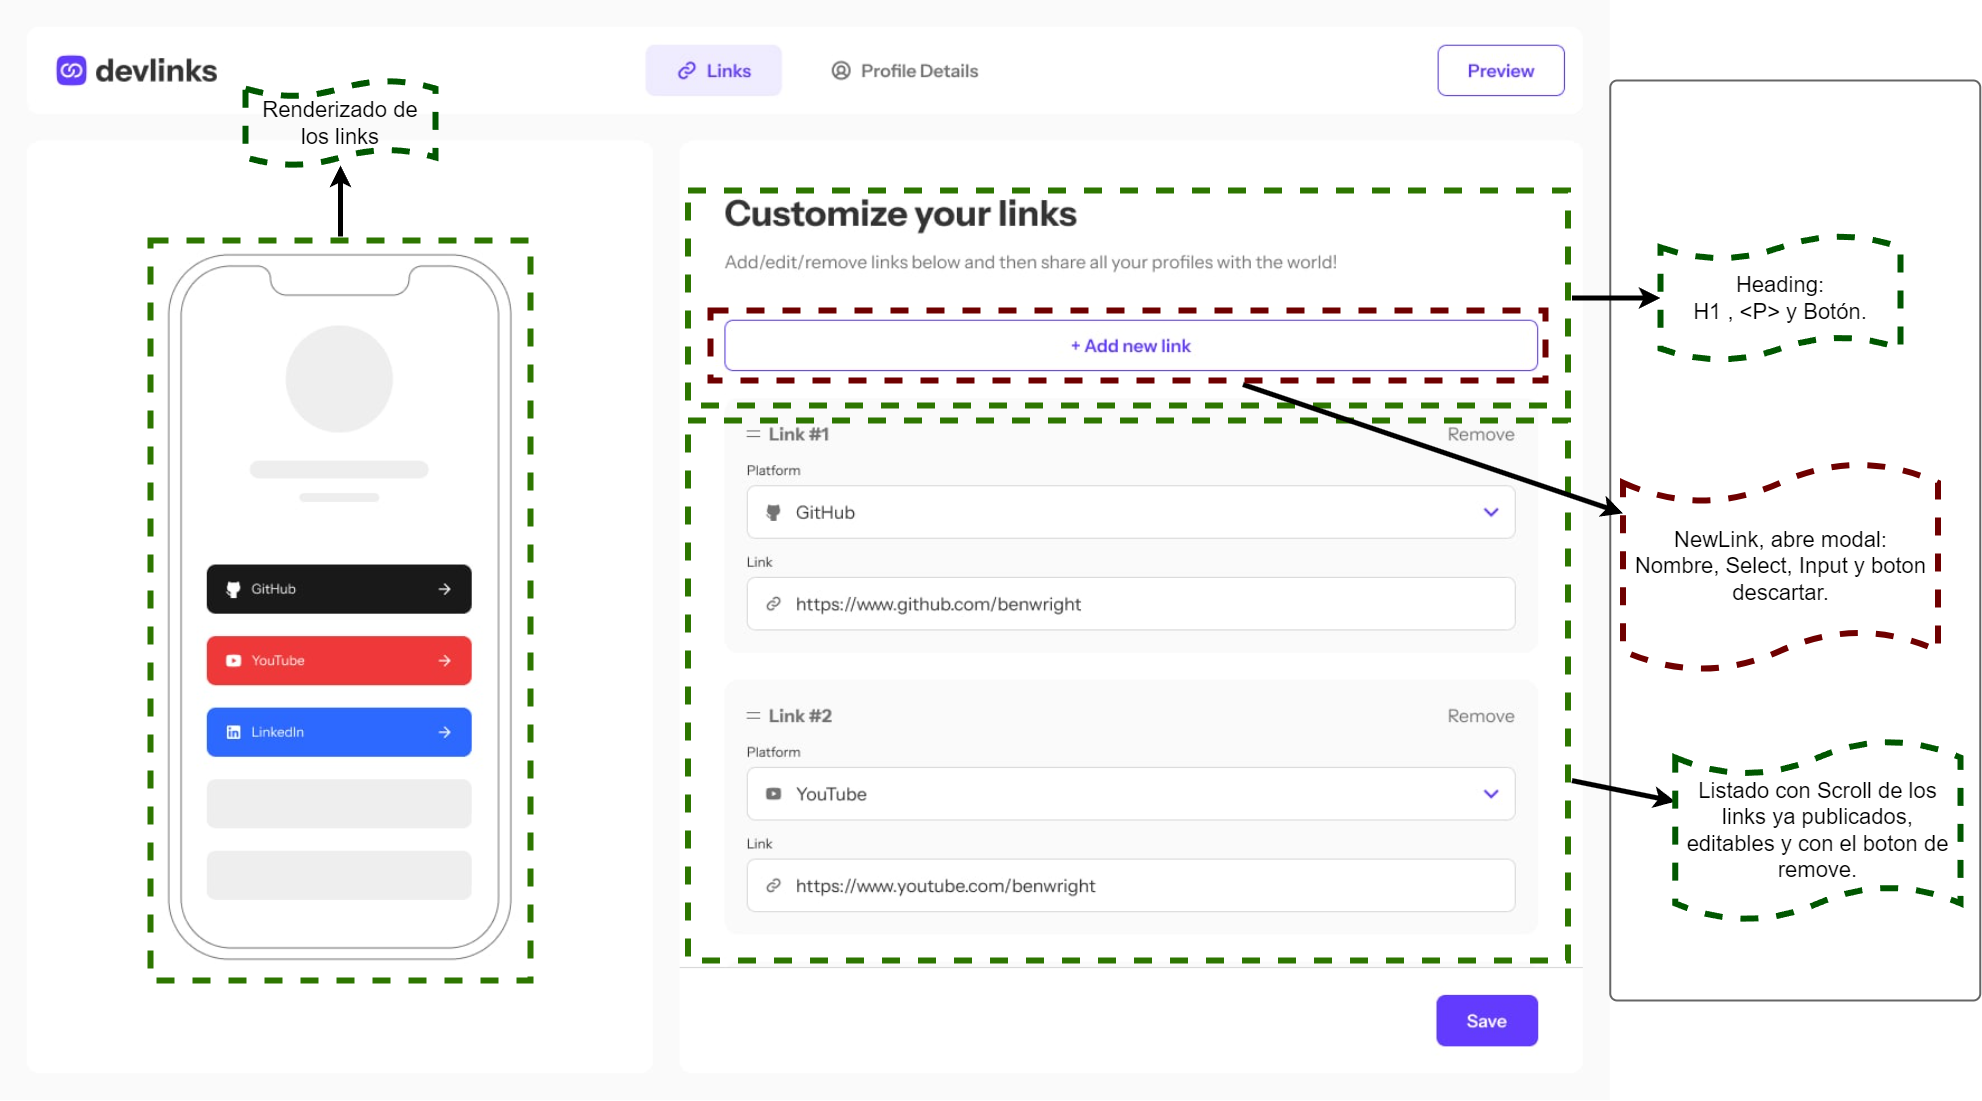 devlinks
Links
Profile Details
Preview
Renderizado de
los links
GitHub
YouTube
LinkedIn
Customize your links
Add/edit/remove links below and then share all your profiles with the world!
+ Add new link
Link #1
Remove
Platform
GitHub
Link
https://www.github.com/benwright
Link #2
Remove
Platform
YouTube
Link
https://www.youtube.com/benwright
Save
Heading:
H1 , <P> y Botón.
NewLink, abre modal:
Nombre, Select, Input y boton
descartar.
Listado con Scroll de los
links ya publicados,
editables y con el boton de
remove.